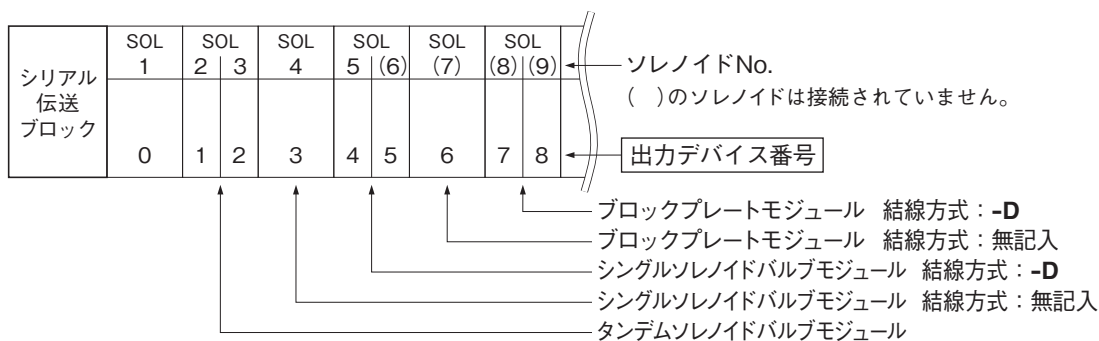 シリアル
伝送
ブロック
SOL SOL SOL SOL SOL SOL
1 2 3 4 5 (6) (7) (8) (9)
0 1 2 3 4 5 6 7 8
ソレノイドNo.
(　)のソレノイドは接続されていません。
出力デバイス番号
ブロックプレートモジュール 結線方式：-D
ブロックプレートモジュール 結線方式：無記入
シングルソレノイドバルブモジュール 結線方式：-D
シングルソレノイドバルブモジュール 結線方式：無記入
タンデムソレノイドバルブモジュール